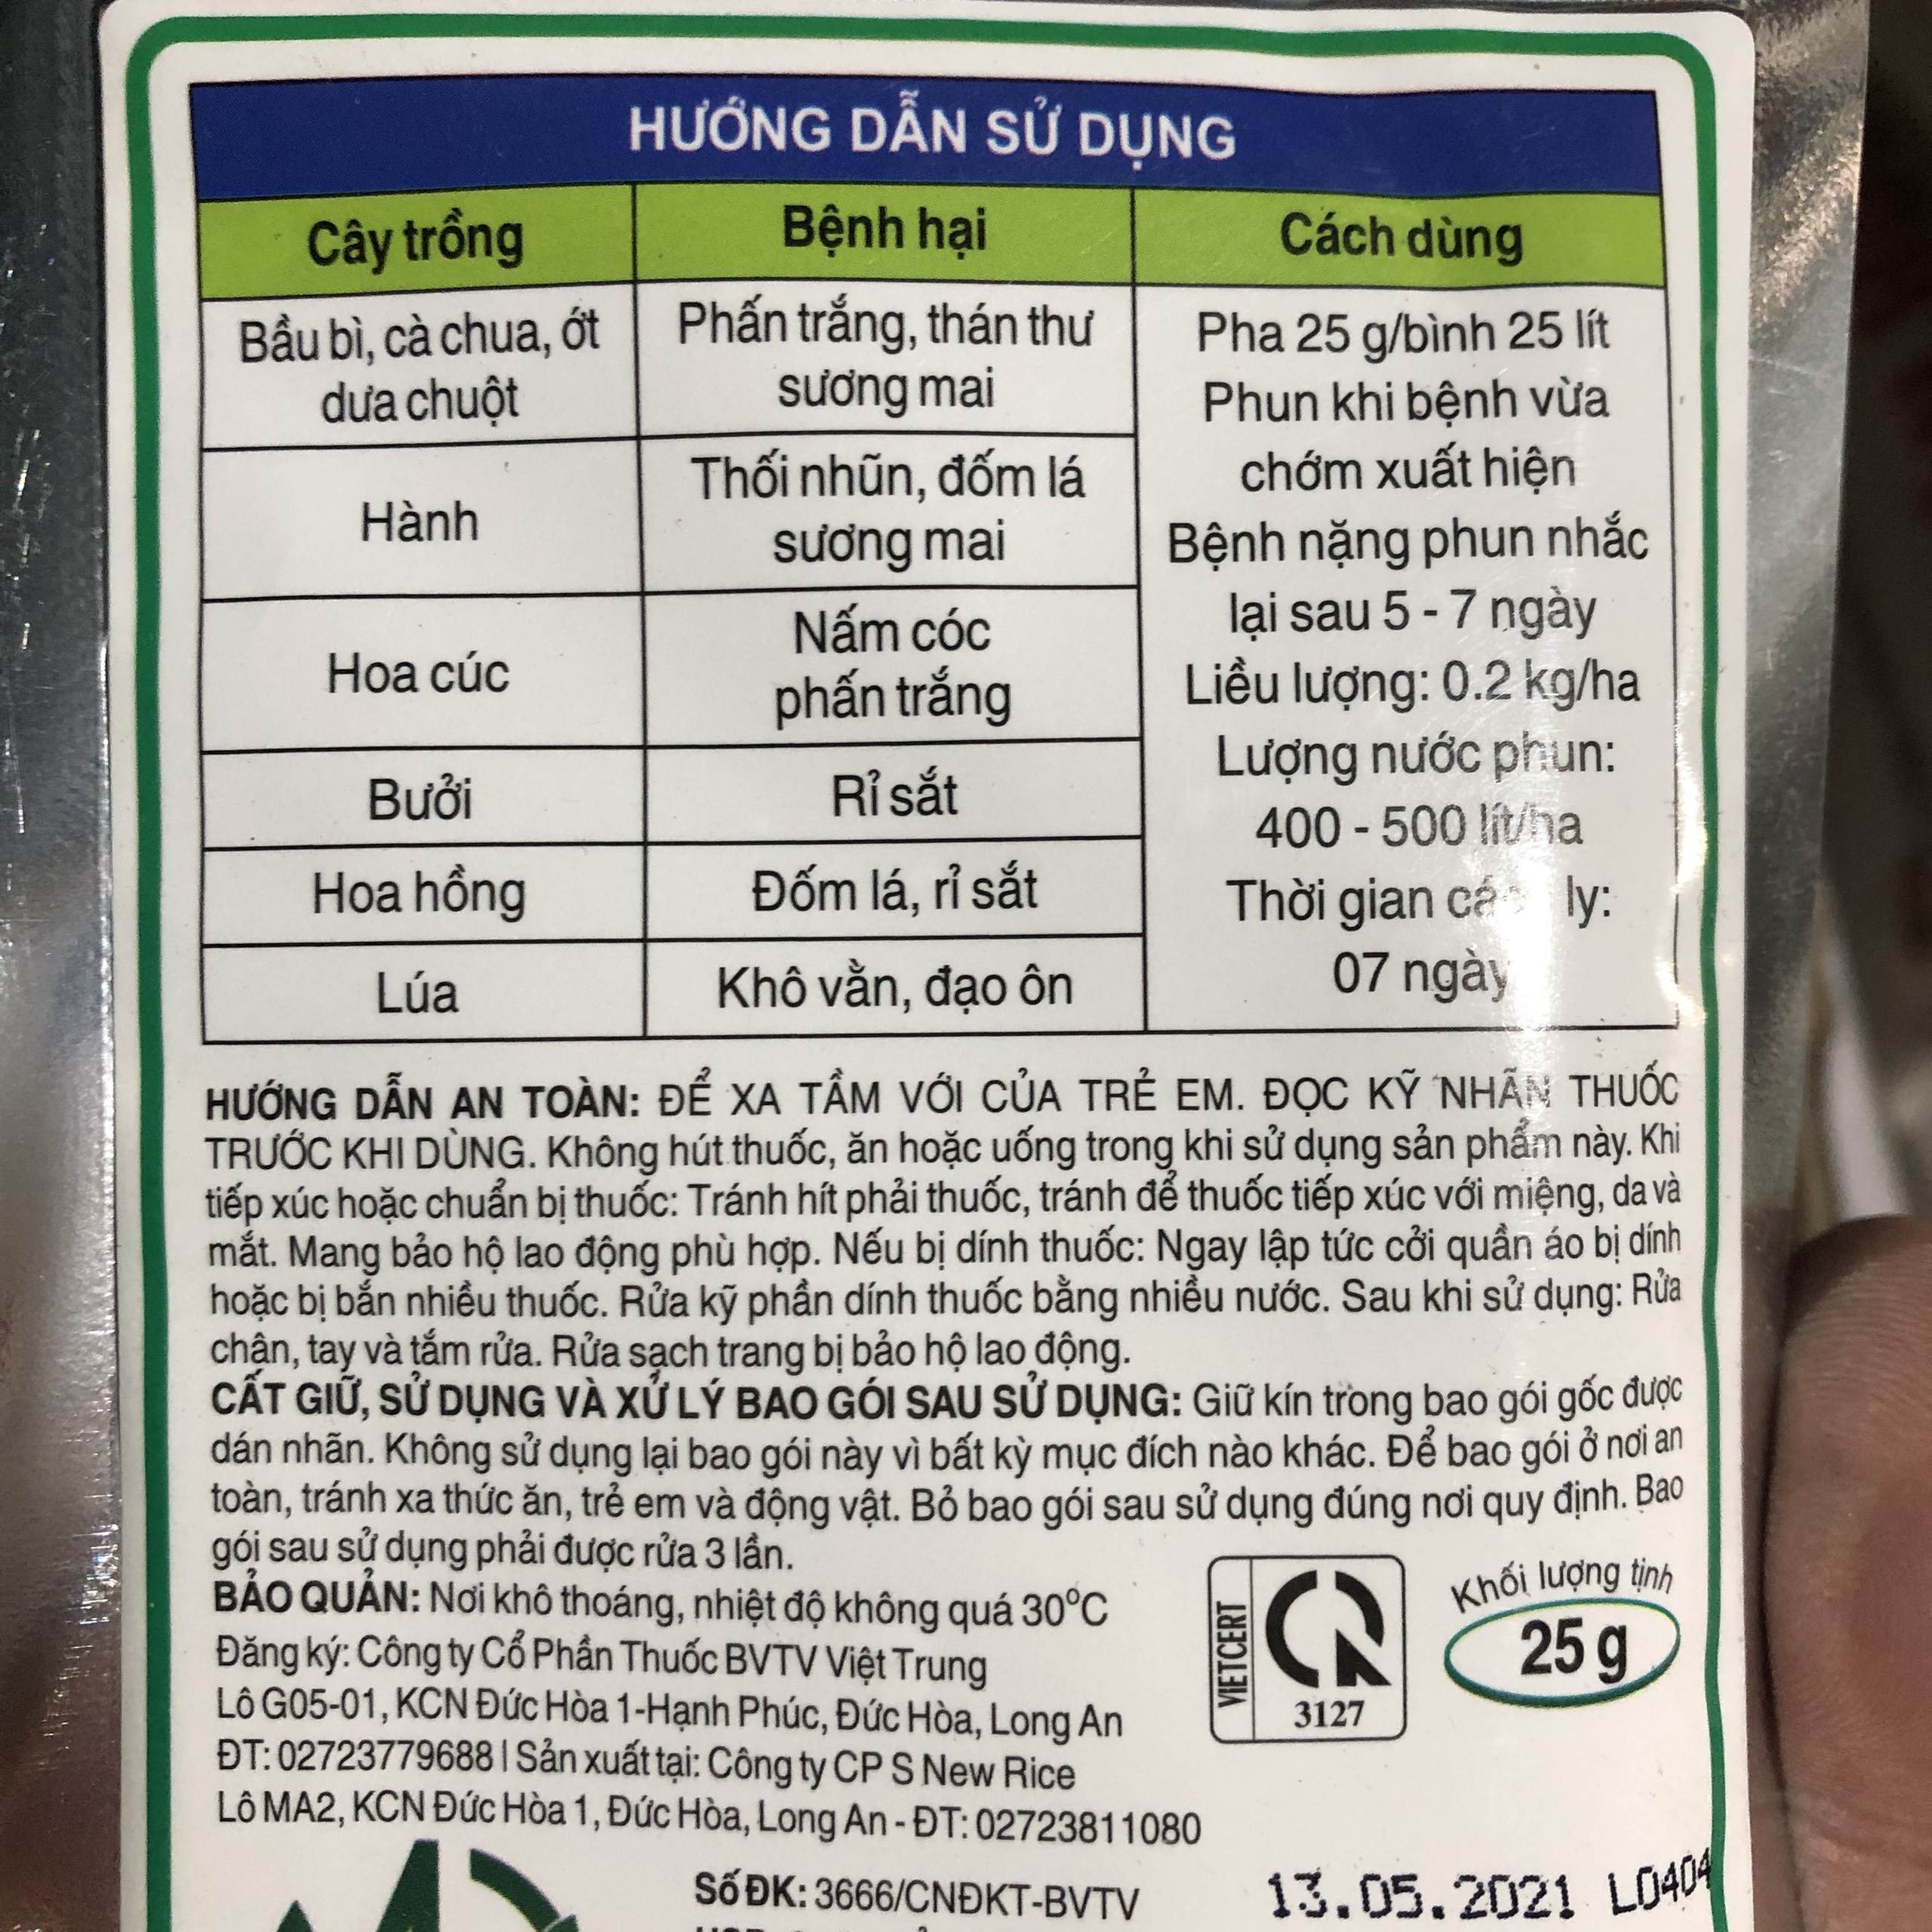 HƯỚNG DẪN SỬ DỤNG
Cây trồng
Bệnh hại
Cách dùng
Bầu bì, cà chua, ớt
dưa chuột
Phấn trắng, thán thư
sương mai
Hành
Thối nhũn, đốm lá
sương mai
Hoa cúc
Nấm cóc
phấn trắng
Bưởi
Rỉ sắt
Hoa hồng
Đốm lá, rỉ sắt
Lúa
Khô vằn, đạo ôn
Pha 25 g/bình 25 lít
Phun khi bệnh vừa
chớm xuất hiện
Bệnh nặng phun nhắc
lại sau 5 - 7 ngày
Liều lượng: 0.2 kg/ha
Lượng nước phun:
400 - 500 lít/ha
Thời gian cách ly:
07 ngày
HƯỚNG DẪN AN TOÀN: ĐỂ XA TẦM VỚI CỦA TRẺ EM. ĐỌC KỸ NHÃN THUỐC
TRƯỚC KHI DÙNG. Không hút thuốc, ăn hoặc uống trong khi sử dụng sản phẩm này. Khi
tiếp xúc hoặc chuẩn bị thuốc: Tránh hít phải thuốc, tránh để thuốc tiếp xúc với miệng, da và
mắt. Mang bảo hộ lao động phù hợp. Nếu bị dính thuốc: Ngay lập tức cởi quần áo bị dính
hoặc bị bắn nhiều thuốc. Rửa kỹ phần dính thuốc bằng nhiều nước. Sau khi sử dụng: Rửa
chân, tay và tắm rửa. Rửa sạch trang bị bảo hộ lao động.
CẤT GIỮ, SỬ DỤNG VÀ XỬ LÝ BAO GÓI SAU SỬ DỤNG: Giữ kín trong bao gói gốc được
dán nhãn. Không sử dụng lại bao gói này vì bất kỳ mục đích nào khác. Để bao gói ở nơi an
toàn, tránh xa thức ăn, trẻ em và động vật. Bỏ bao gói sau sử dụng đúng nơi quy định. Bao
gói sau sử dụng phải được rửa 3 lần.
BẢO QUẢN: Nơi khô thoáng, nhiệt độ không quá 30°C
Đăng ký: Công ty Cổ Phần Thuốc BVTV Việt Trung
Lô G05-01, KCN Đức Hòa 1-Hạnh Phúc, Đức Hòa, Long An
ĐT: 02723779688 | Sản xuất tại: Công ty CP S New Rice
Lô MA2, KCN Đức Hòa 1, Đức Hòa, Long An - ĐT: 02723811080
VIETCERT
3127
Khối lượng tịnh
25 g
Số ĐK: 3666/CNĐKT-BVTV
13.05.2021 L0404